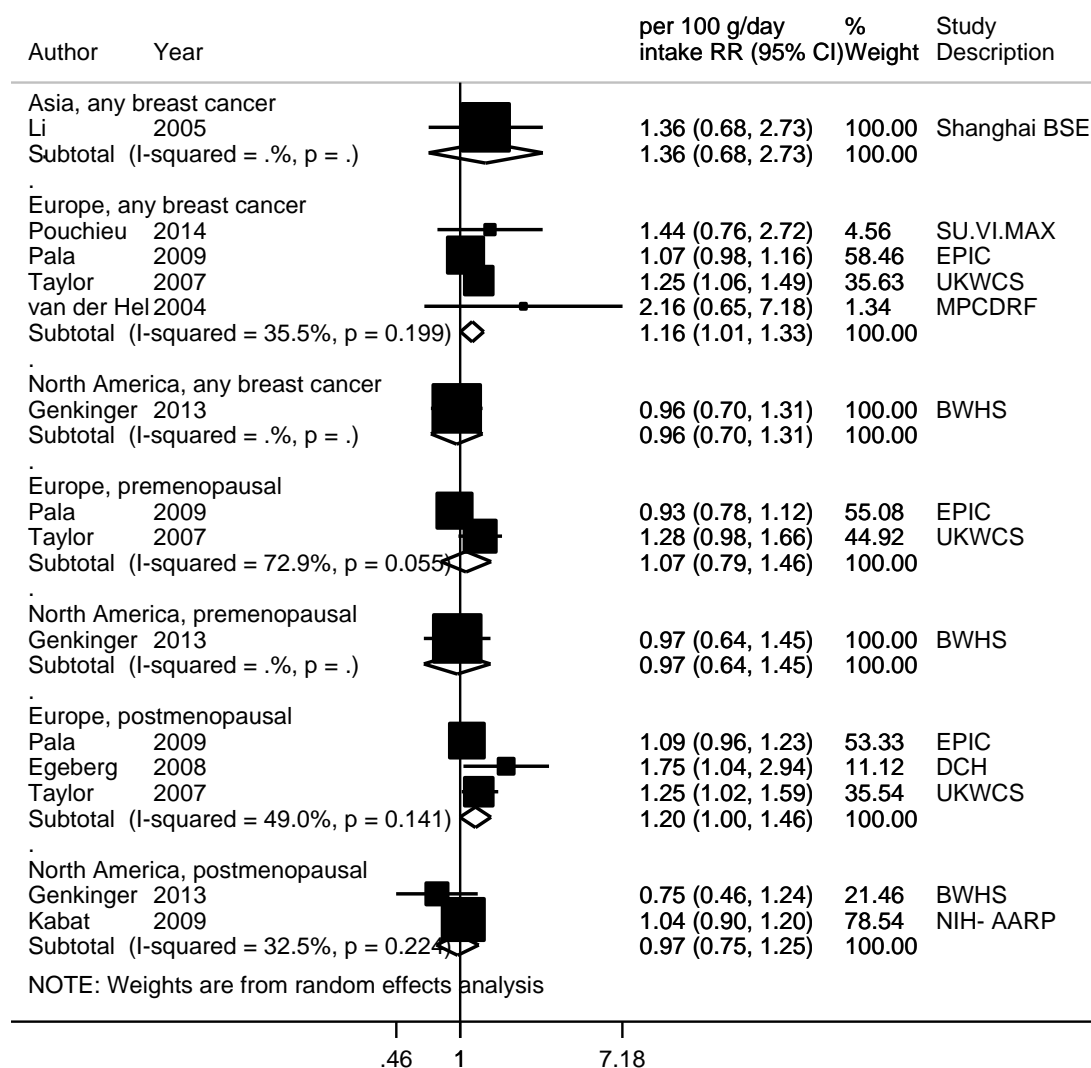 per 100 g/day % Study
Author Year intake RR (95% CI) Weight Description
Asia, any breast cancer
Li 2005 1.36 (0.68, 2.73) 100.00 Shanghai BSE
Subtotal (I-squared = .%, p = .) 1.36 (0.68, 2.73) 100.00
.
Europe, any breast cancer
Pouchieu 2014 1.44 (0.76, 2.72) 4.56 SU.VI.MAX
Pala 2009 1.07 (0.98, 1.16) 58.46 EPIC
Taylor 2007 1.25 (1.06, 1.49) 35.63 UKWCS
van der Hel 2004 2.16 (0.65, 7.18) 1.34 MPCDRF
Subtotal (I-squared = 35.5%, p = 0.199) 1.16 (1.01, 1.33) 100.00
.
North America, any breast cancer
Genkinger 2013 0.96 (0.70, 1.31) 100.00 BWHS
Subtotal (I-squared = .%, p = .) 0.96 (0.70, 1.31) 100.00
.
Europe, premenopausal
Pala 2009 0.93 (0.78, 1.12) 55.08 EPIC
Taylor 2007 1.28 (0.98, 1.66) 44.92 UKWCS
Subtotal (I-squared = 72.9%, p = 0.055) 1.07 (0.79, 1.46) 100.00
.
North America, premenopausal
Genkinger 2013 0.97 (0.64, 1.45) 100.00 BWHS
Subtotal (I-squared = .%, p = .) 0.97 (0.64, 1.45) 100.00
.
Europe, postmenopausal
Pala 2009 1.09 (0.96, 1.23) 53.33 EPIC
Egeberg 2008 1.75 (1.04, 2.94) 11.12 DCH
Taylor 2007 1.25 (1.02, 1.59) 35.54 UKWCS
Subtotal (I-squared = 49.0%, p = 0.141) 1.20 (1.00, 1.46) 100.00
.
North America, postmenopausal
Genkinger 2013 0.75 (0.46, 1.24) 21.46 BWHS
Kabat 2009 1.04 (0.90, 1.20) 78.54 NIH- AARP
Subtotal (I-squared = 32.5%, p = 0.224) 0.97 (0.75, 1.25) 100.00
NOTE: Weights are from random effects analysis
.46 1 7.18